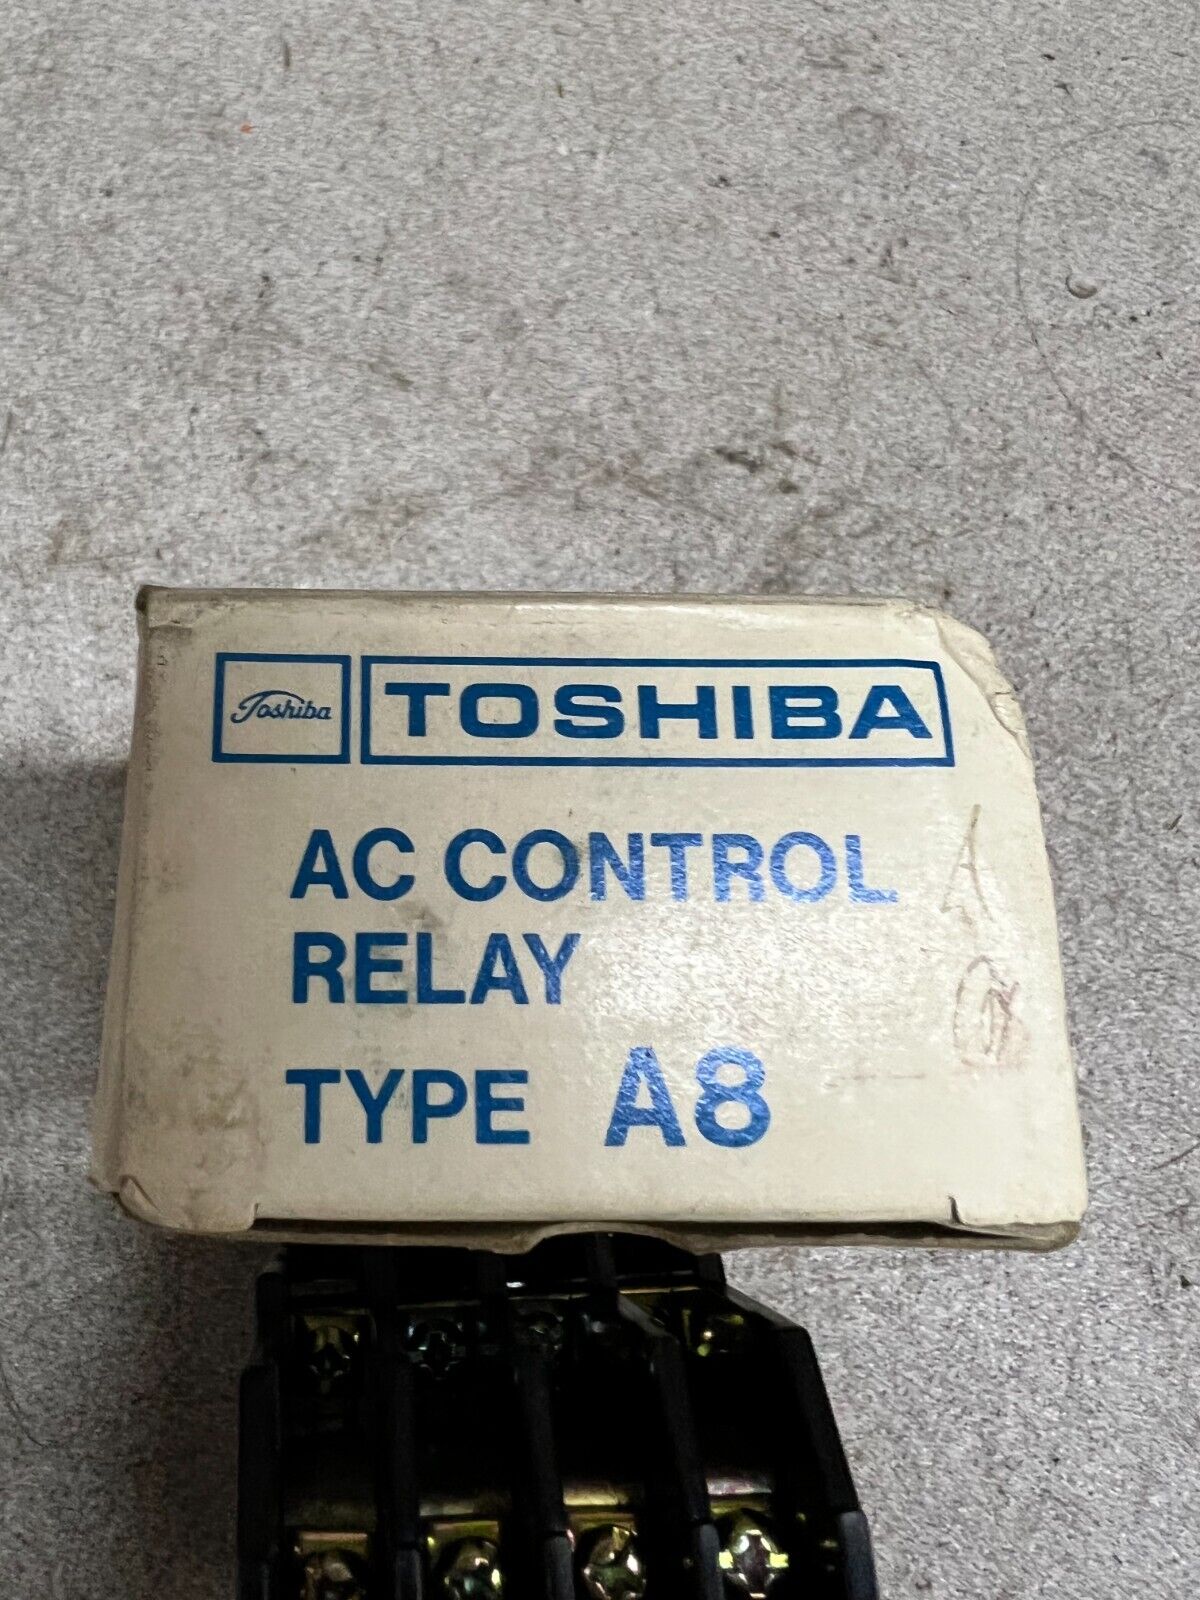 Toshiba TOSHIBA
AC CONTROL
RELAY
TYPE A8
A